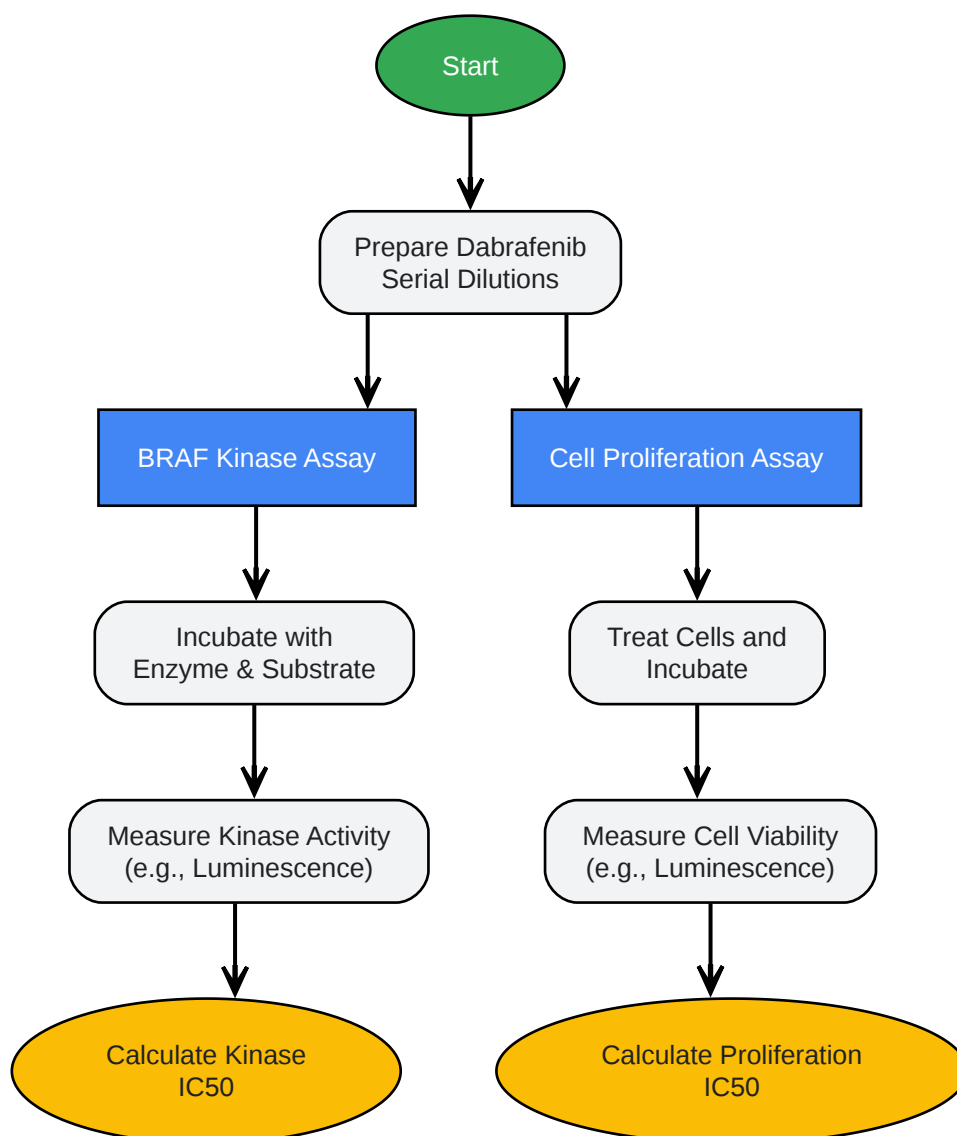 Start
Prepare Dabrafenib
Serial Dilutions
BRAF Kinase Assay
Cell Proliferation Assay
Incubate with
Enzyme & Substrate
Treat Cells and
Incubate
Measure Kinase Activity
(e.g., Luminescence)
Measure Cell Viability
(e.g., Luminescence)
Calculate Kinase
IC50
Calculate Proliferation
IC50